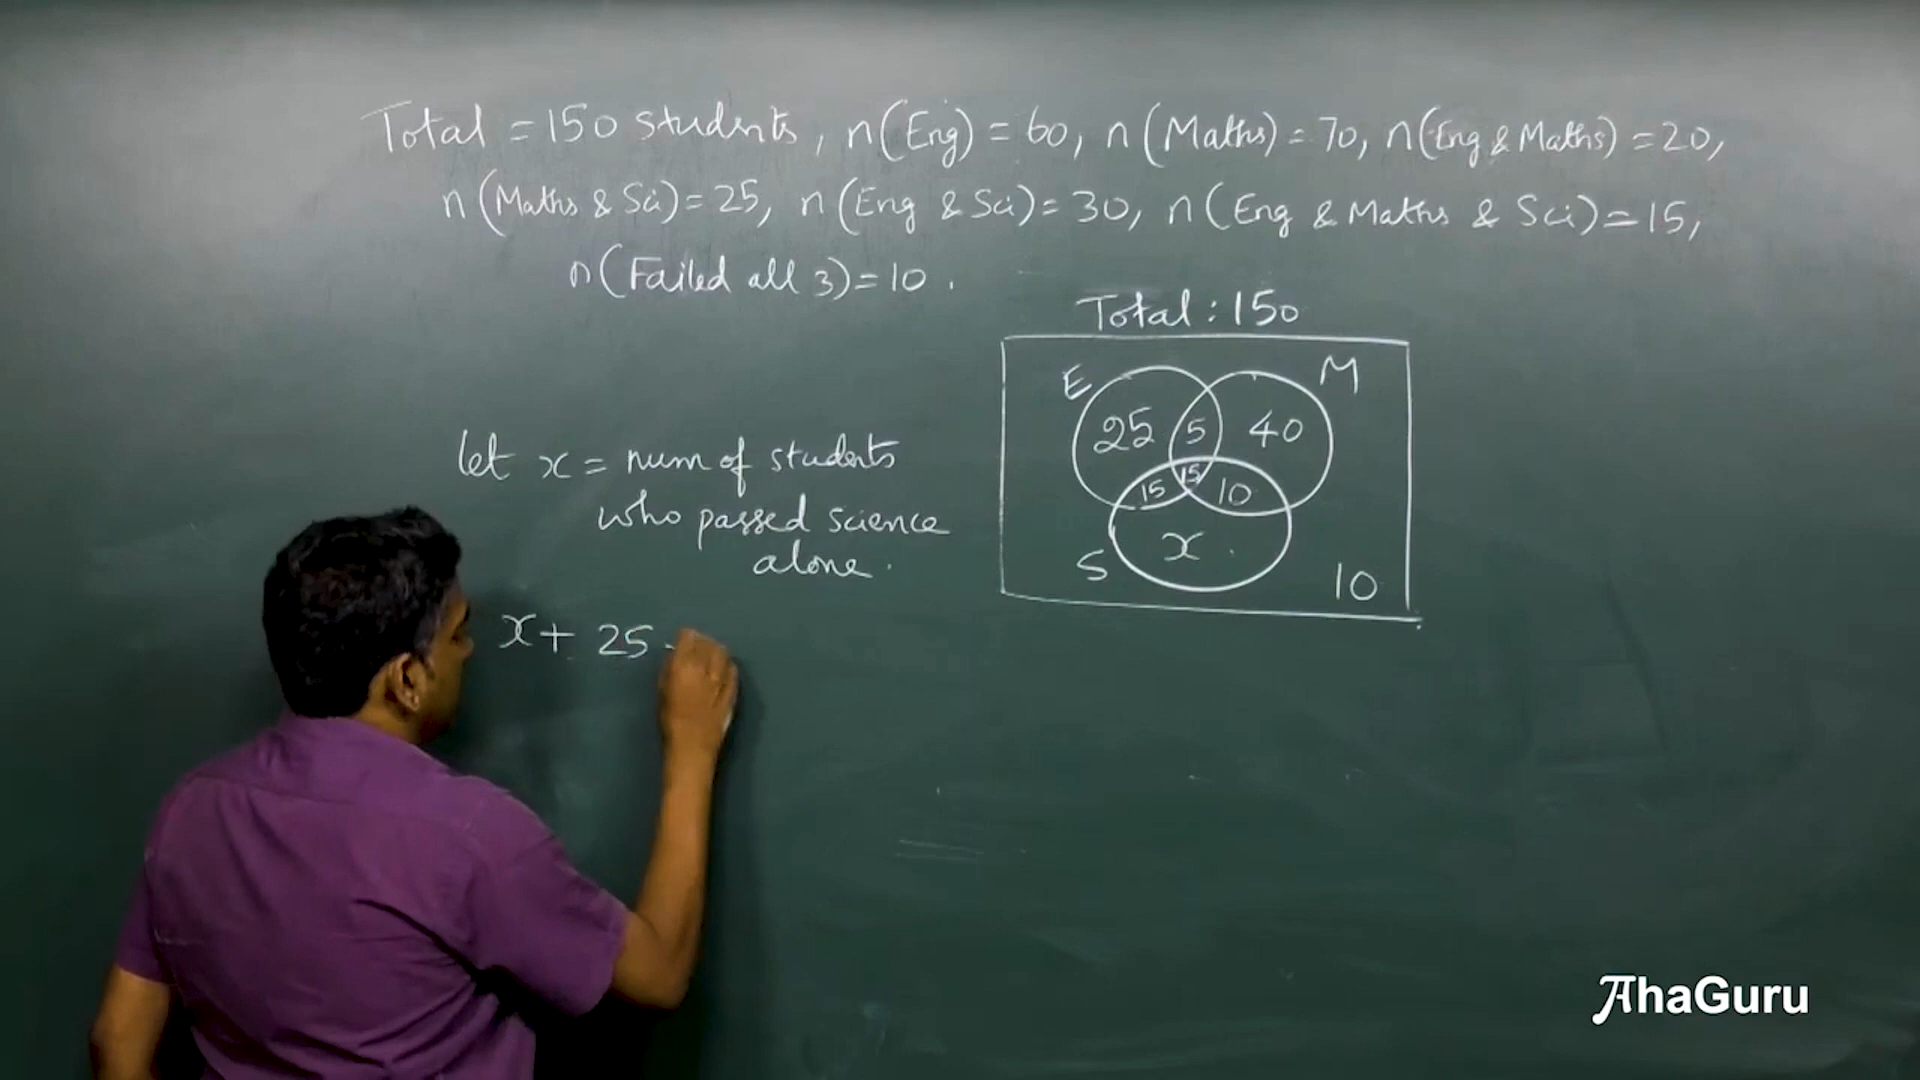 Total = 150 students, n(Eng) = 60, n(Maths) = 70, n(Eng & Maths) = 20,
n(Maths & Sci) = 25, n(Eng & Sci) = 30, n(Eng & Maths & Sci) = 15,
n(Failed all 3) = 10.
Total : 150
E M
25 5 40
15 15 10
x
S
10
let x = num of students
who passed science
alone.
x + 25
AhaGuru